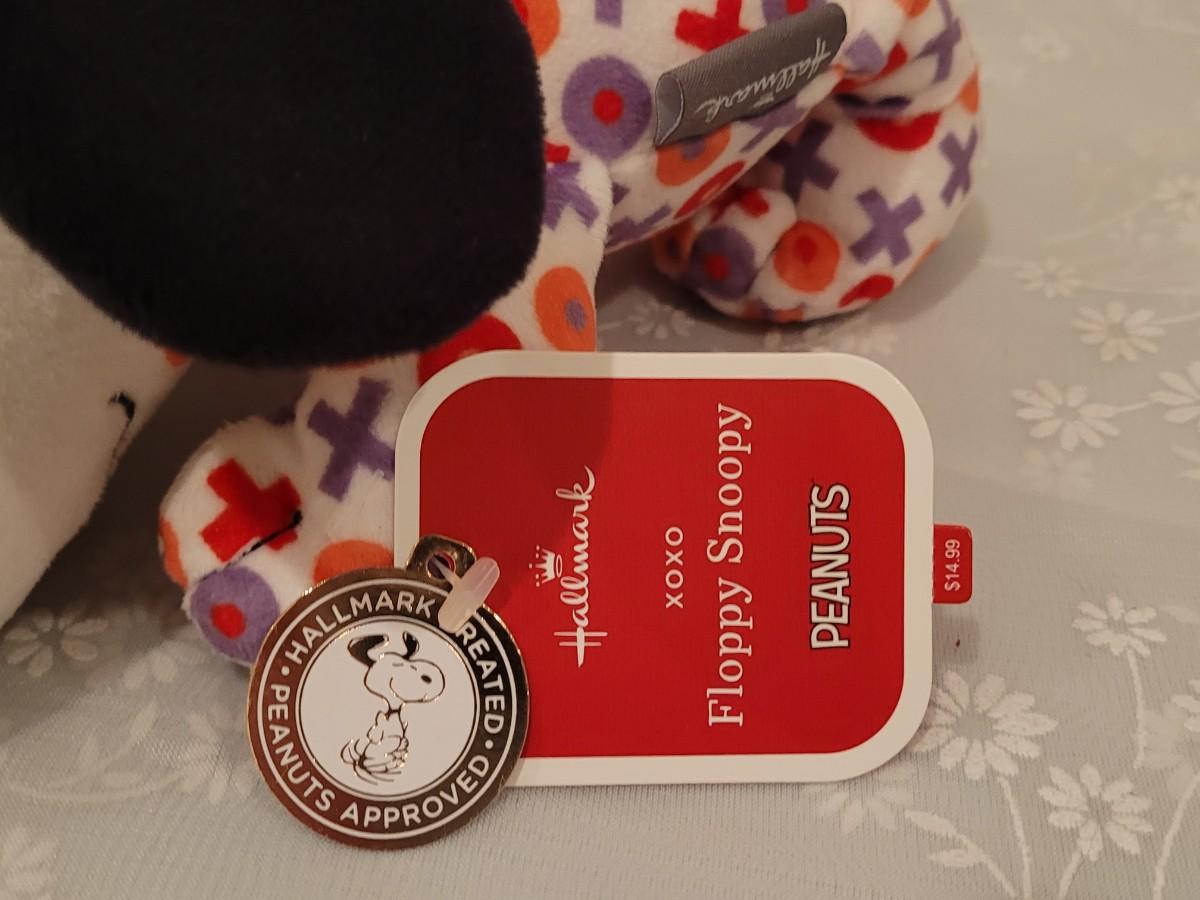 Hallmark
Hallmark
XOXO
Floppy Snoopy
PEANUTS
$14.99
• HALLMARK CREATED •
PEANUTS APPROVED